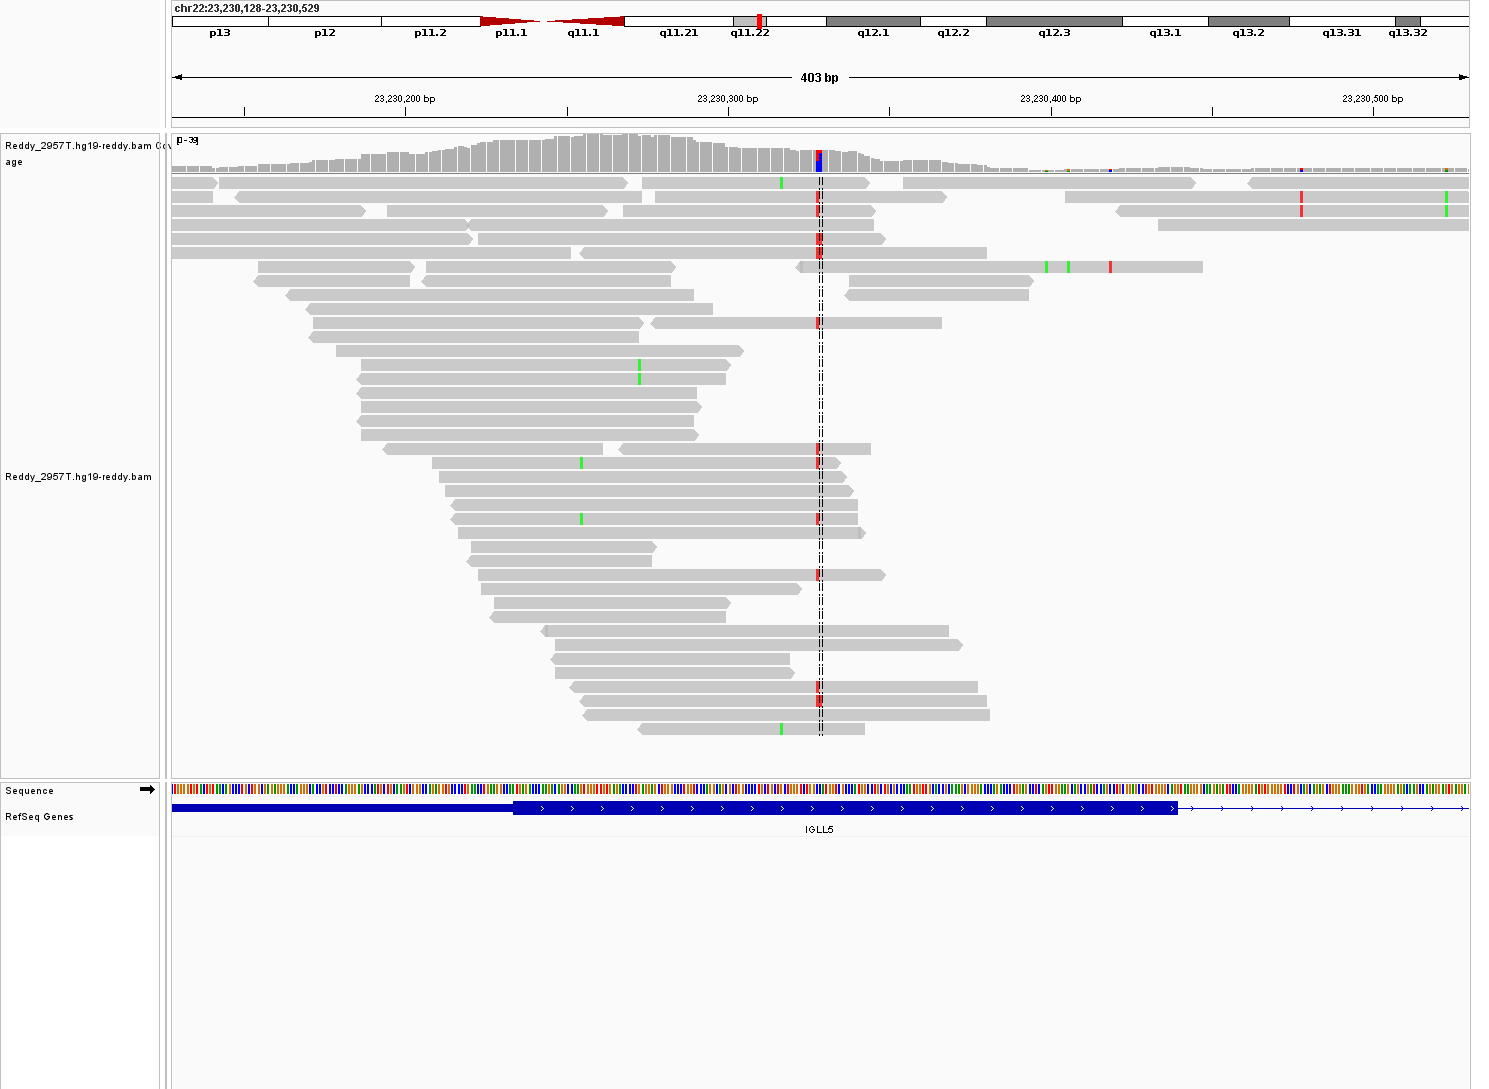 chr22:23,230,128-23,230,529
p13 p12 p11.2 p11.1 q11.1 q11.21 q11.22 q12.1 q12.2 q12.3 q13.1 q13.2 q13.31 q13.32
403 bp
23,230,200 bp 23,230,300 bp 23,230,400 bp 23,230,500 bp
[0-39]
Reddy_2957T.hg19-reddy.bam Cov
age
Reddy_2957T.hg19-reddy.bam
Sequence
RefSeq Genes
IGLL5